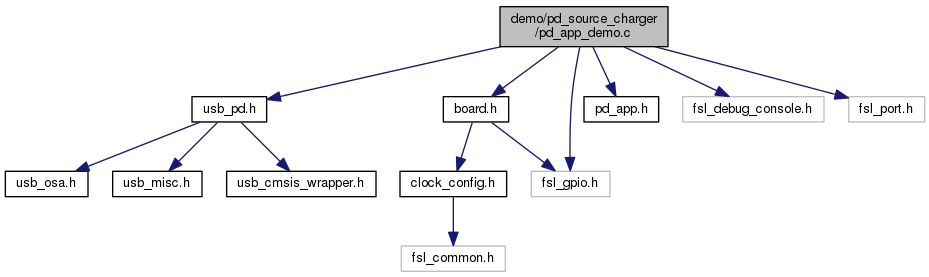 demo/pd_source_charger
/pd_app_demo.c
usb_pd.h
board.h
pd_app.h
fsl_debug_console.h
fsl_port.h
usb_osa.h
usb_misc.h
usb_cmsis_wrapper.h
clock_config.h
fsl_gpio.h
fsl_common.h